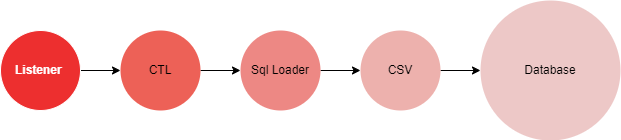 Listener
CTL
Sql Loader
CSV
Database